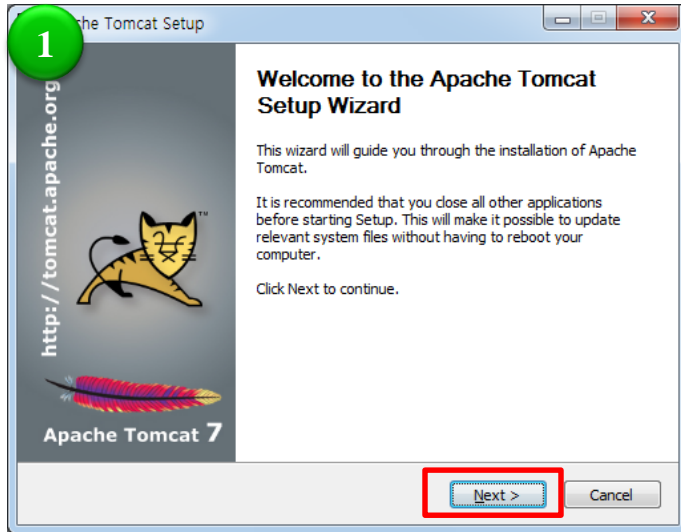 he Tomcat Setup
1
Welcome to the Apache Tomcat
Setup Wizard
This wizard will guide you through the installation of Apache
Tomcat.
It is recommended that you close all other applications
before starting Setup. This will make it possible to update
relevant system files without having to reboot your
computer.
Click Next to continue.
http://tomcat.apache.org
TM
Apache Tomcat 7
Next >
Cancel